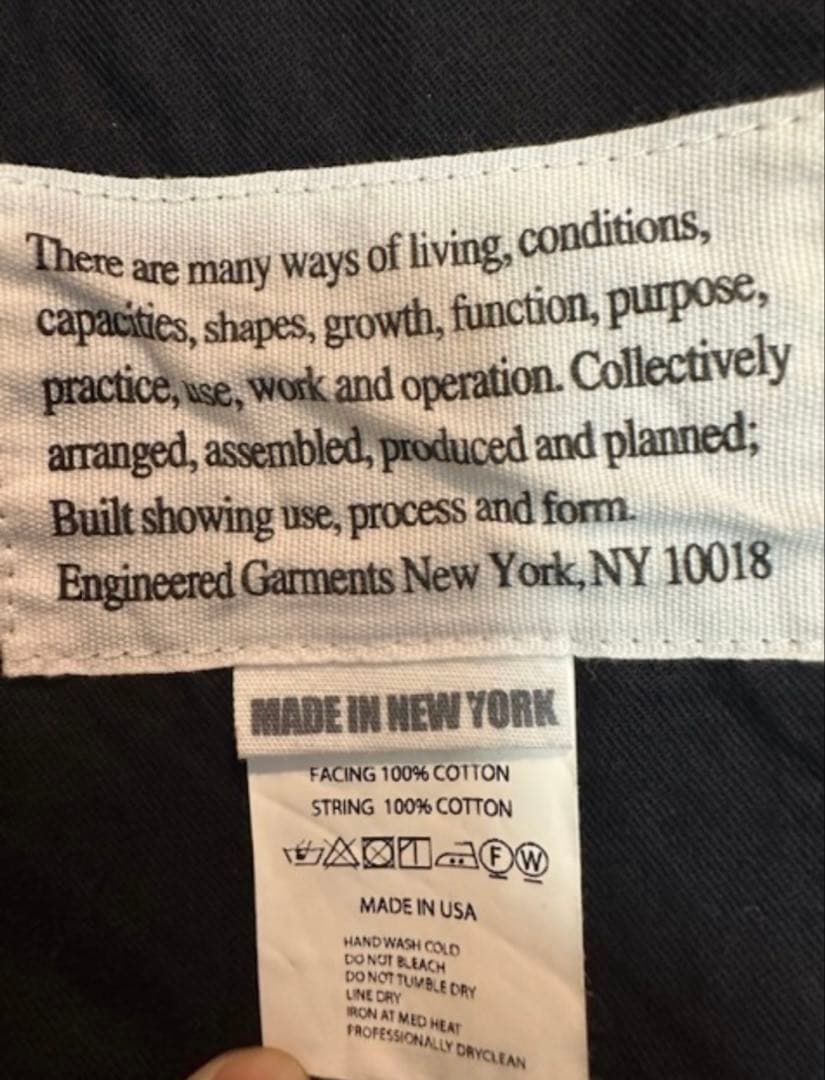 There are many ways of living, conditions,
capacities, shapes, growth, function, purpose,
practice, use, work and operation. Collectively
arranged, assembled, produced and planned;
Built showing use, process and form.
Engineered Garments New York, NY 10018
MADE IN NEW YORK
FACING 100% COTTON
STRING 100% COTTON
F W
MADE IN USA
HAND WASH COLD
DO NOT BLEACH
DO NOT TUMBLE DRY
LINE DRY
IRON AT MED HEAT
PROFESSIONALLY DRYCLEAN